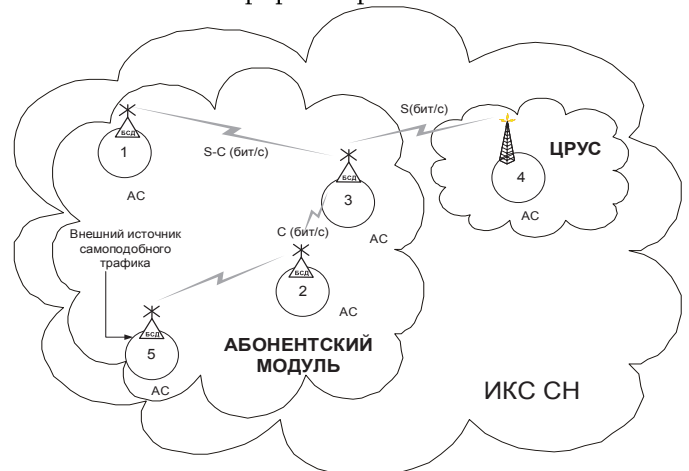 S(бит/с)
БСД
1
S-C (бит/с)
ЦРУС
БСД
4
3
АС
АС
Внешний источник
самоподобного
трафика
C (бит/с)
АС
БСД
2
АС
БСД
5
АБОНЕНТСКИЙ
МОДУЛЬ
АС
ИКС СН